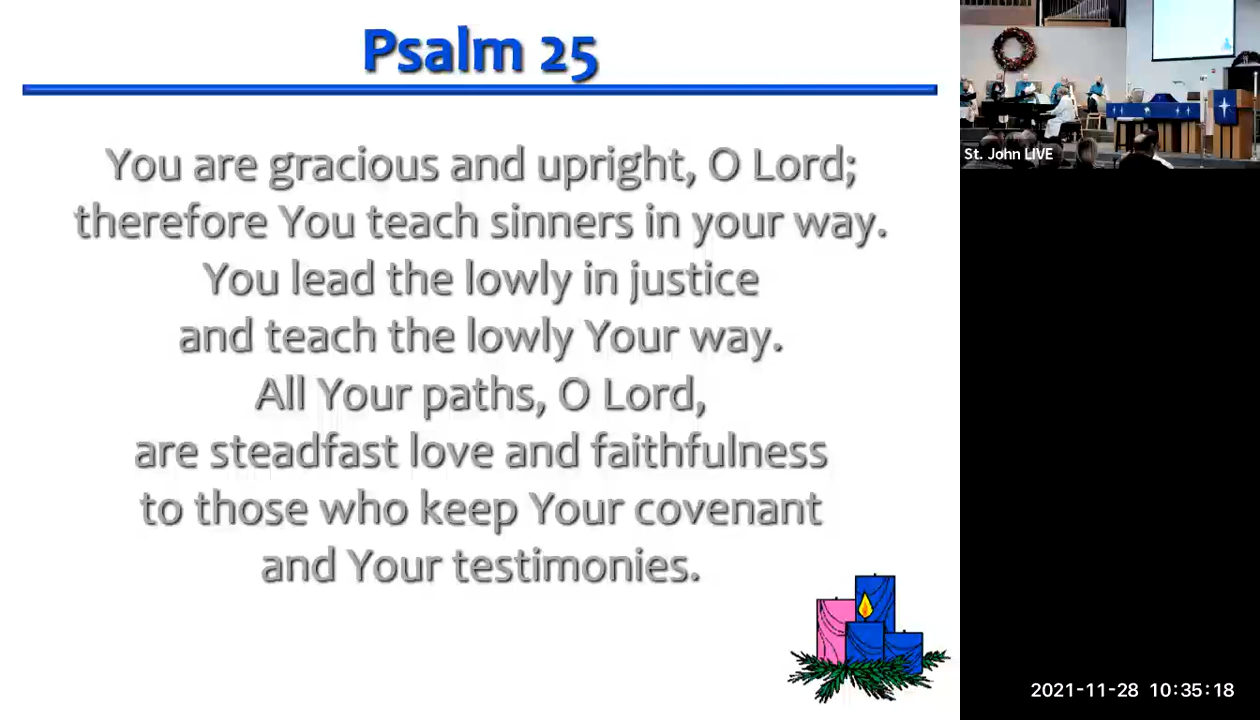 Psalm 25
You are gracious and upright, O Lord;
therefore You teach sinners in your way.
You lead the lowly in justice
and teach the lowly Your way.
All Your paths, O Lord,
are steadfast love and faithfulness
to those who keep Your covenant
and Your testimonies.
St. John LIVE
2021-11-28 10:35:18